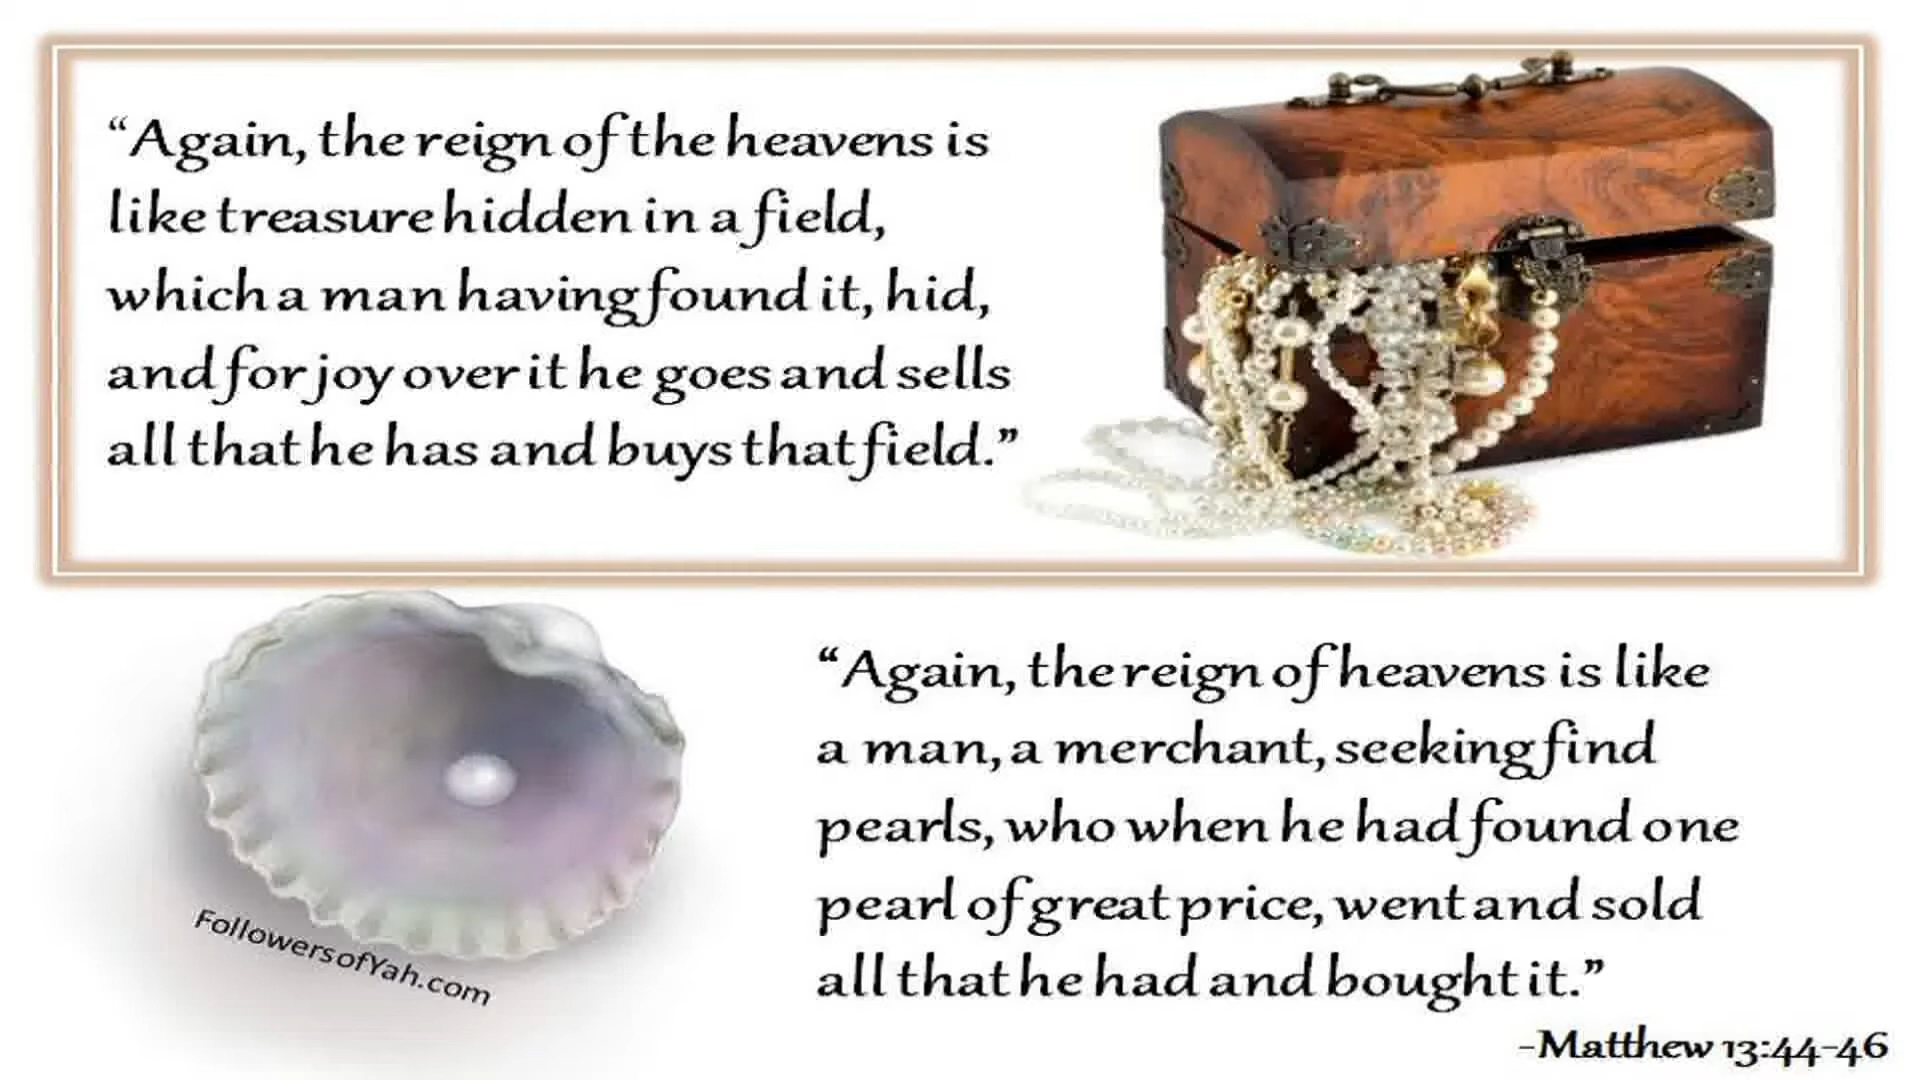 “Again, the reign of the heavens is
like treasure hidden in a field,
which a man having found it, hid,
and for joy over it he goes and sells
all that he has and buys that field.”
“Again, the reign of heavens is like
a man, a merchant, seeking find
pearls, who when he had found one
pearl of great price, went and sold
all that he had and bought it.”
FollowersofYah.com
-Matthew 13:44-46